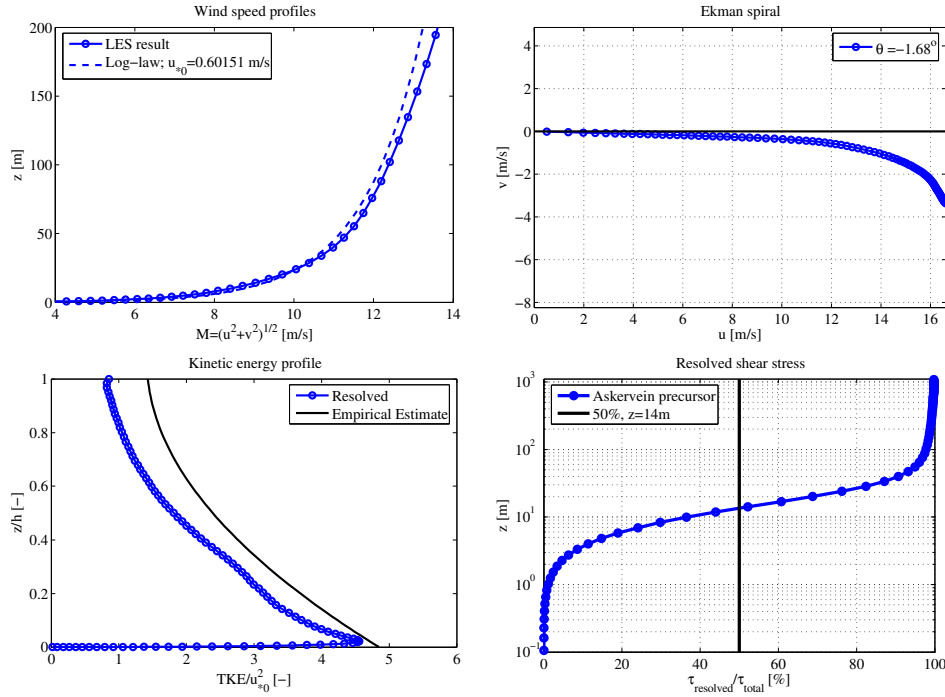 Wind speed profiles
200
150
100
50
0
z [m]
LES result
Log−law; u*0=0.60151 m/s
4 6 8 10 12 14
M=(u²+v²)^1/2 [m/s]
Ekman spiral
4
2
0
−2
−4
−6
−8
v [m/s]
θ =−1.68°
0 2 4 6 8 10 12 14 16
u [m/s]
Kinetic energy profile
1
0.8
0.6
0.4
0.2
0
z/h [−]
Resolved
Empirical Estimate
0 1 2 3 4 5 6
TKE/u²*0 [−]
Resolved shear stress
10³
10²
10¹
10⁰
10⁻¹
z [m]
Askervein precursor
50%, z=14m
0 20 40 60 80 100
τresolved/τtotal [%]